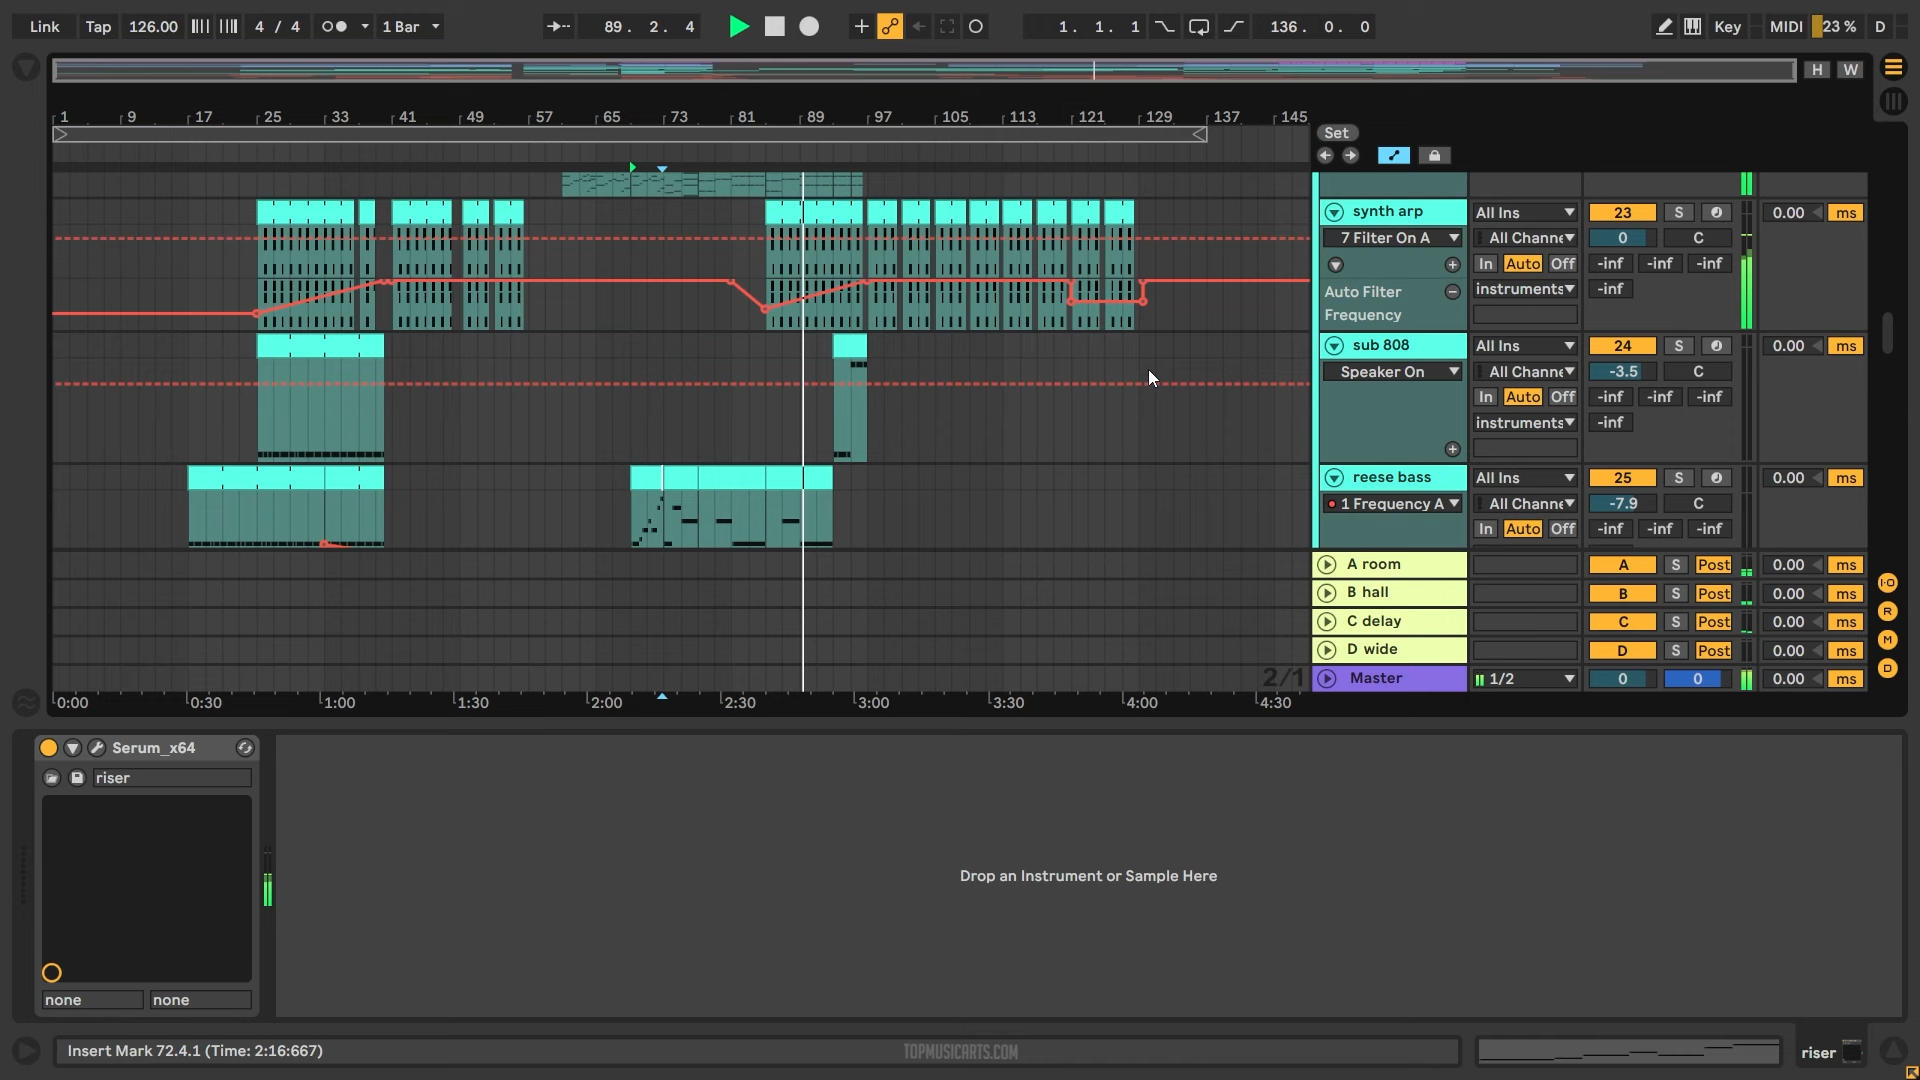 Link Tap 126.00 4 / 4 1 Bar 89. 2. 4 1. 1. 1 136. 0. 0 Key MIDI 23 % D
H W
1 9 17 25 33 41 49 57 65 73 81 89 97 105 113 121 129 137 145
Set
synth arp All Ins 23 S 0.00 ms
7 Filter On A All Channe 0 C
In Auto Off -inf -inf -inf
Auto Filter instruments -inf
Frequency
sub 808 All Ins 24 S 0.00 ms
Speaker On All Channe -3.5 C
In Auto Off -inf -inf -inf
instruments -inf
reese bass All Ins 25 S 0.00 ms
1 Frequency A All Channe -7.9 C
In Auto Off -inf -inf -inf
A room A S Post 0.00 ms
B hall B S Post 0.00 ms
C delay C S Post 0.00 ms
D wide D S Post 0.00 ms
2/1 Master 1/2 0 0 0.00 ms
I·O
R
M
D
0:00 0:30 1:00 1:30 2:00 2:30 3:00 3:30 4:00 4:30
Serum_x64
riser
Drop an Instrument or Sample Here
none none
Insert Mark 72.4.1 (Time: 2:16:667) TOPMUSICARTS.COM riser